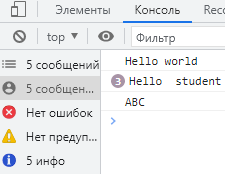 Элементы Консоль Reco
top Фильтр
5 сообщений
5 сообщен...
Нет ошибок
Нет предуп...
5 инфо
Hello world
3 Hello  student
ABC